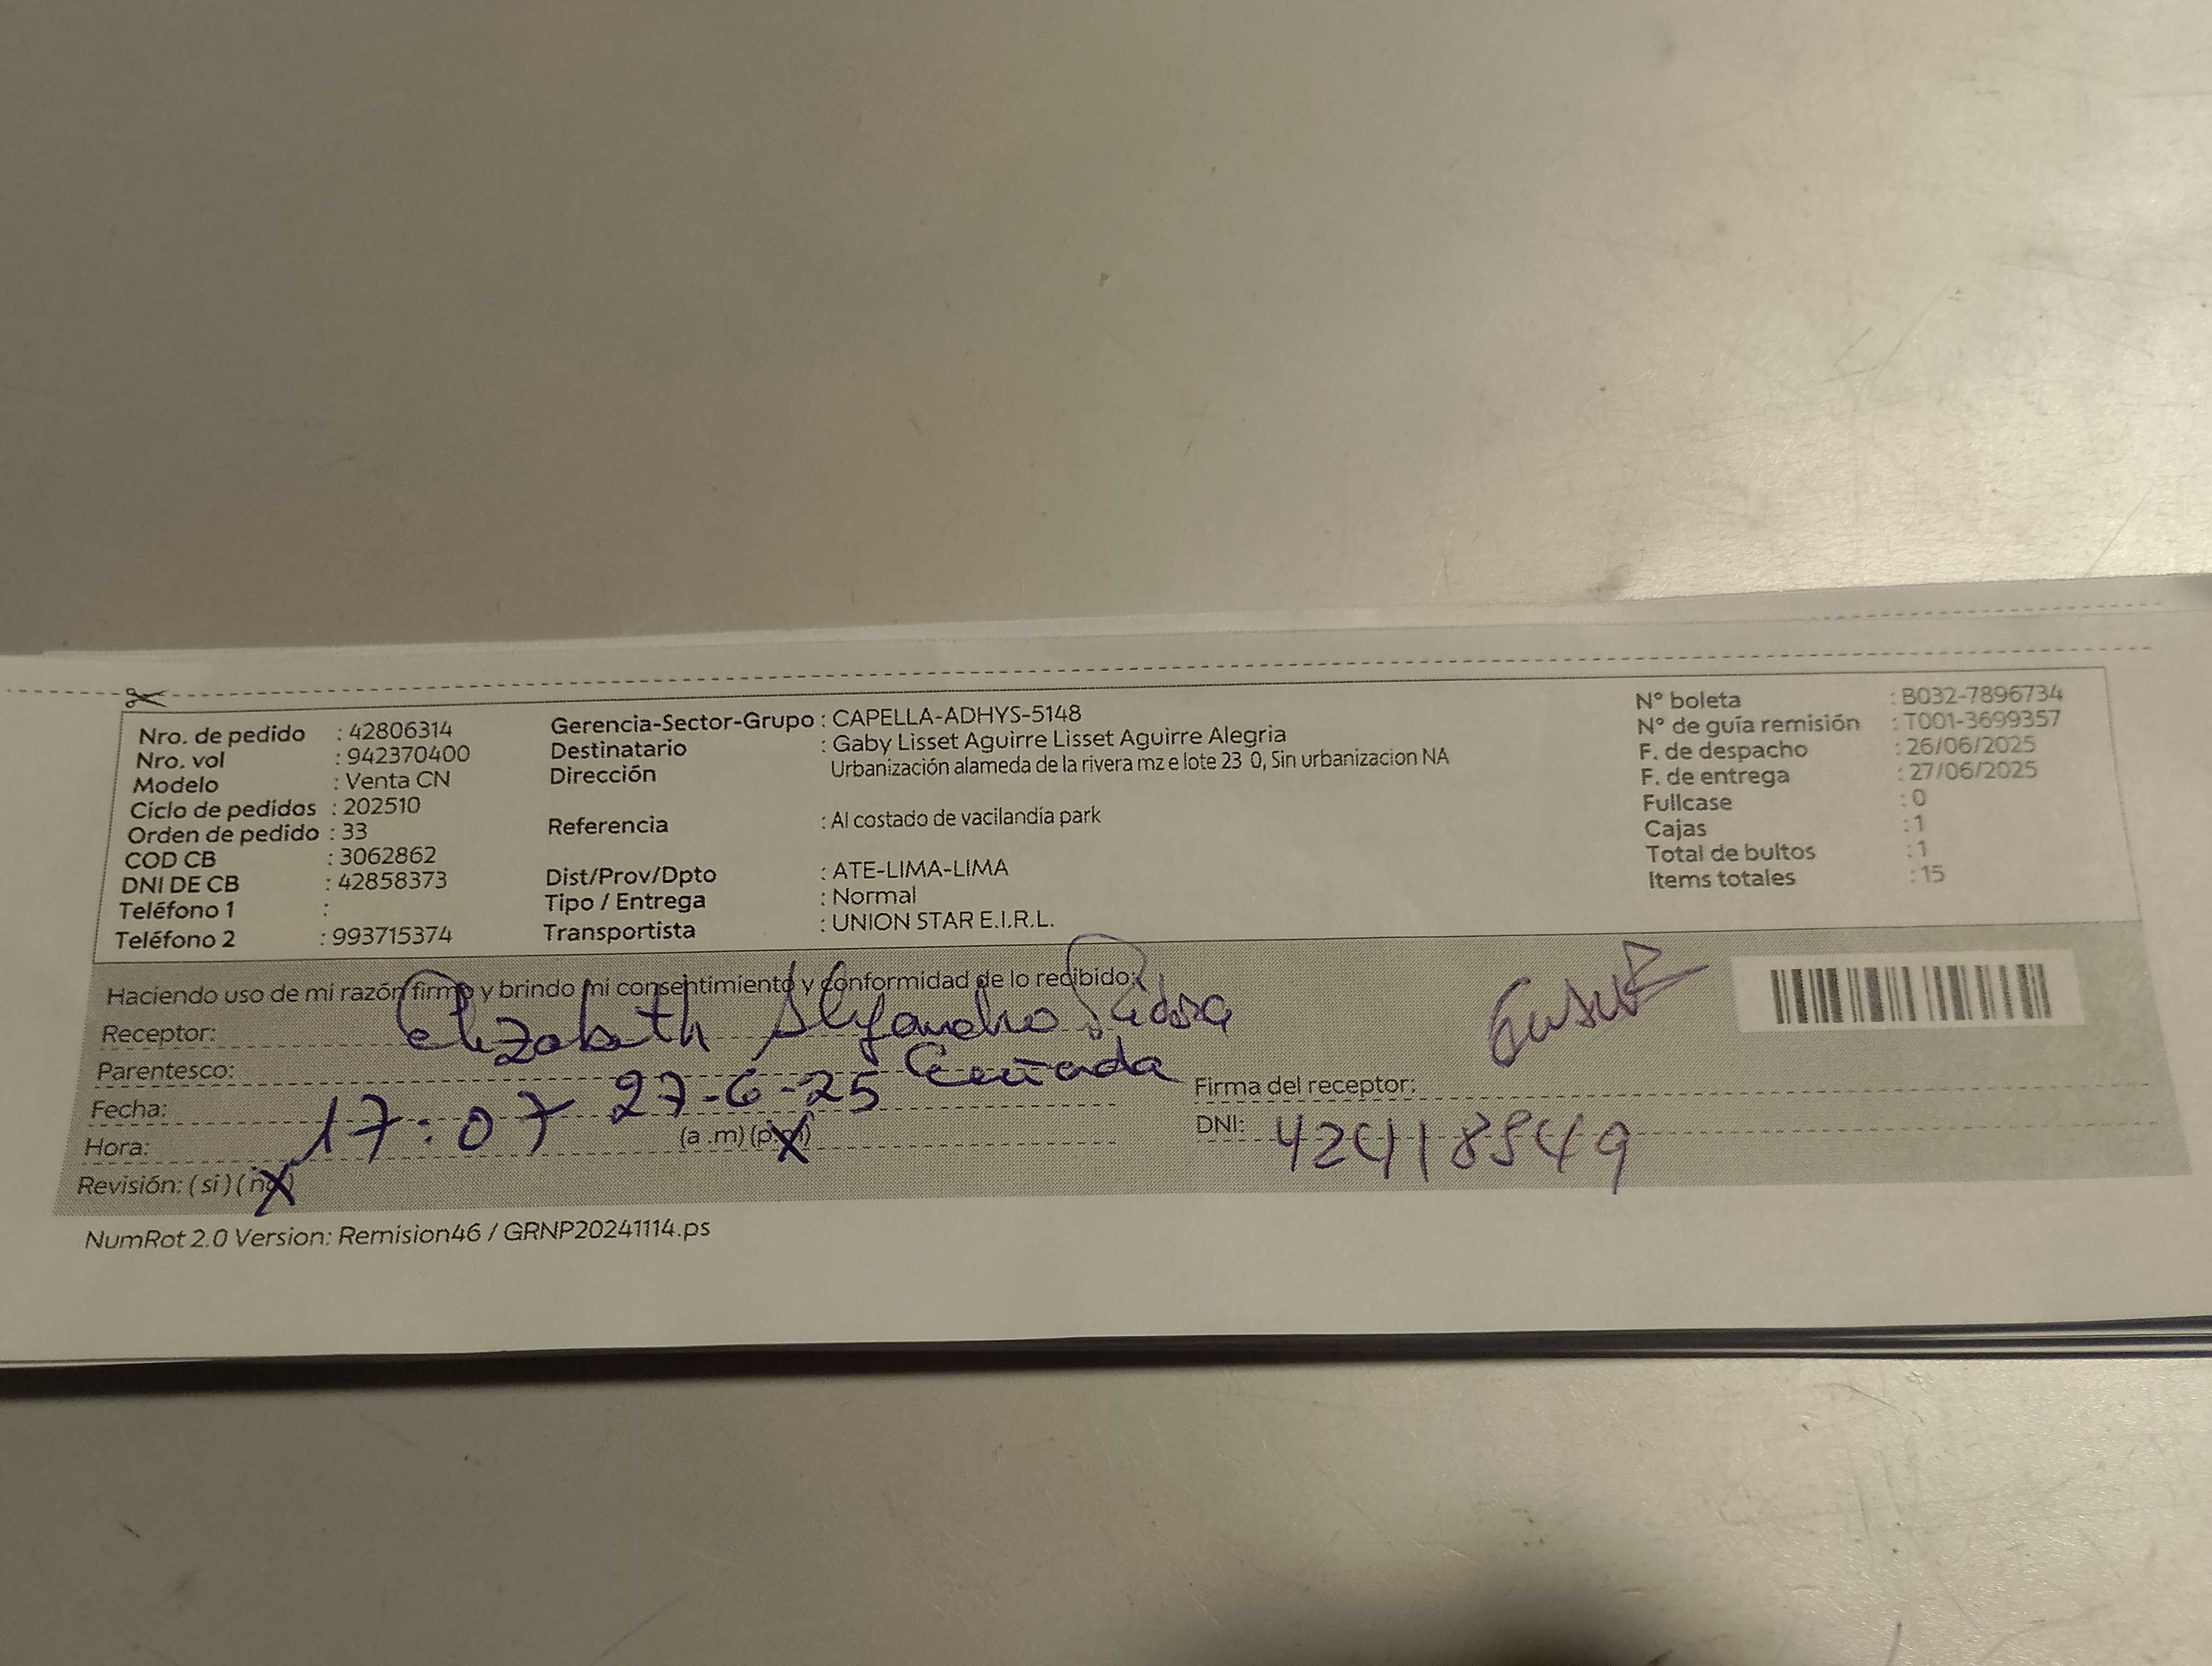 Nro. de pedido : 42806314
Nro. vol : 942370400
Modelo : Venta CN
Ciclo de pedidos : 202510
Orden de pedido : 33
COD CB : 3062862
DNI DE CB : 42858373
Teléfono 1 :
Teléfono 2 : 993715374
Gerencia-Sector-Grupo : CAPELLA-ADHYS-5148
Destinatario : Gaby Lisset Aguirre Lisset Aguirre Alegria
Dirección Urbanización alameda de la rivera mz e lote 23 0, Sin urbanizacion NA
Referencia : Al costado de vacilandia park
Dist/Prov/Dpto : ATE-LIMA-LIMA
Tipo / Entrega : Normal
Transportista : UNION STAR E.I.R.L.
N° boleta : B032-7896734
N° de guía remisión : T001-3699357
F. de despacho : 26/06/2025
F. de entrega : 27/06/2025
Fullcase : 0
Cajas : 1
Total de bultos : 1
Items totales : 15
Haciendo uso de mi razón firmo y brindo mi consentimiento y conformidad de lo recibido:
Receptor: Elizabeth Alejandro
Parentesco: Cuñada
Fecha: 27-6-25
Hora: 17:07 (a .m) (p.m)
Revisión: (si) (no)
Firma del receptor:
DNI:
NumRot 2.0 Version: Remision46 / GRNP20241114.ps